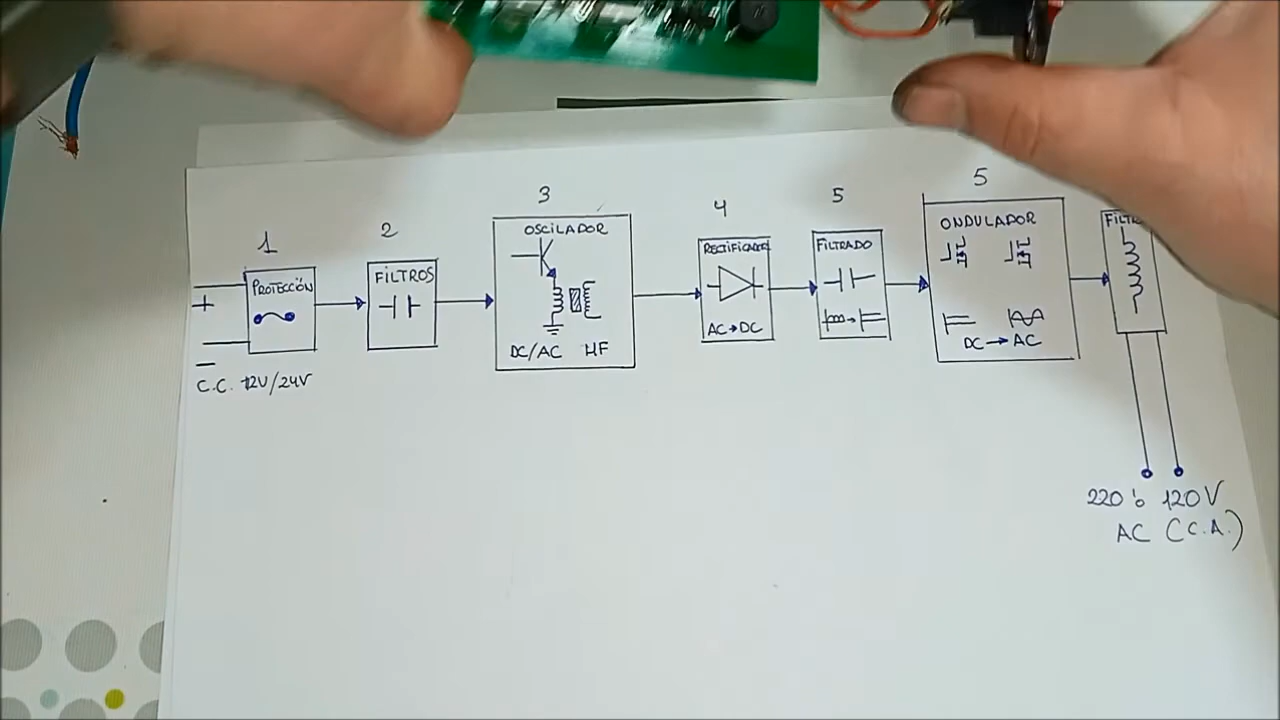 1
2
3
4
5
5
PROTECCIÓN
FILTROS
OSCILADOR
RECTIFICADOR
FILTRADO
ONDULADOR
+
−
C.C. 12V/24V
DC/AC HF
AC→DC
DC→AC
220 ó 120V
AC (C.A.)